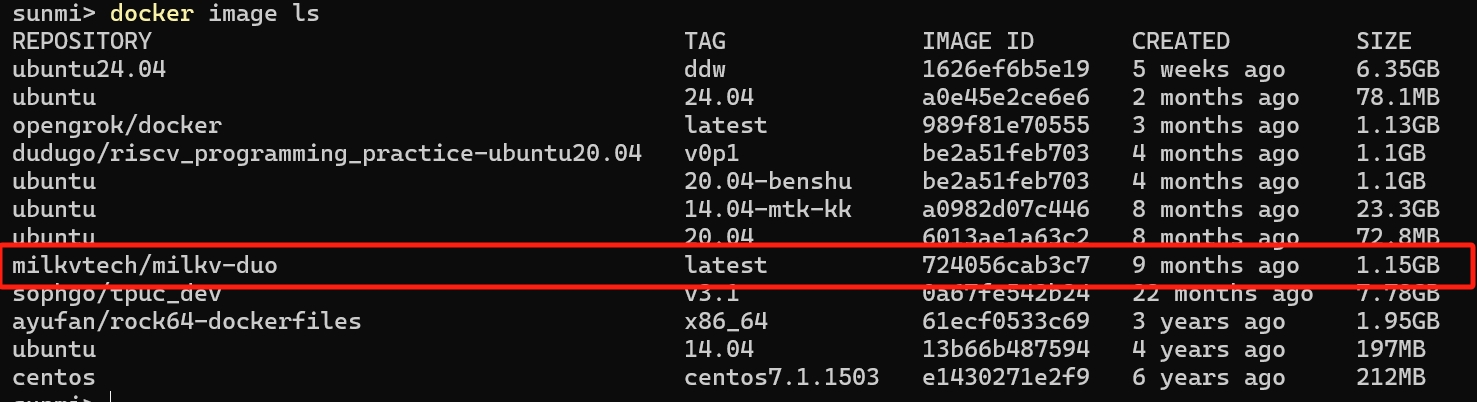 sunmi> docker image ls
REPOSITORY TAG IMAGE ID CREATED SIZE
ubuntu24.04 ddw 1626ef6b5e19 5 weeks ago 6.35GB
ubuntu 24.04 a0e45e2ce6e6 2 months ago 78.1MB
opengrok/docker latest 989f81e70555 3 months ago 1.13GB
dudugo/riscv_programming_practice-ubuntu20.04 v0p1 be2a51feb703 4 months ago 1.1GB
ubuntu 20.04-benshu be2a51feb703 4 months ago 1.1GB
ubuntu 14.04-mtk-kk a0982d07c446 8 months ago 23.3GB
ubuntu 20.04 6013ae1a63c2 8 months ago 72.8MB
milkvtech/milkv-duo latest 724056cab3c7 9 months ago 1.15GB
sophgo/tpuc_dev v3.1 0a67fe542b24 22 months ago 7.78GB
ayufan/rock64-dockerfiles x86_64 61ecf0533c69 3 years ago 1.95GB
ubuntu 14.04 13b66b487594 4 years ago 197MB
centos centos7.1.1503 e1430271e2f9 6 years ago 212MB
sunmi>